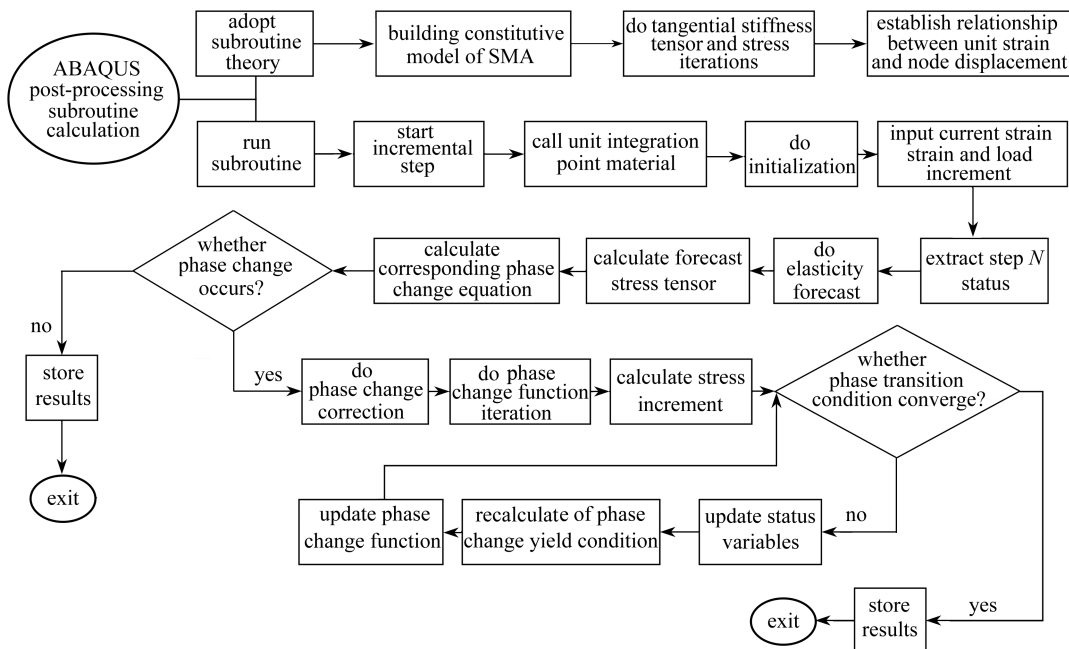 ABAQUS
post-processing
subroutine
calculation
adopt
subroutine
theory
building constitutive
model of SMA
do tangential stiffness
tensor and stress
iterations
establish relationship
between unit strain
and node displacement
run
subroutine
start
incremental
step
call unit integration
point material
do
initialization
input current strain
strain and load
increment
extract step N
status
do
elasticity
forecast
calculate forecast
stress tensor
calculate
corresponding phase
change equation
whether
phase change
occurs?
no
store
results
exit
yes
do
phase change
correction
do phase
change function
iteration
calculate stress
increment
whether
phase transition
condition converge?
no
update status
variables
recalculate of phase
change yield condition
update phase
change function
yes
store
results
exit